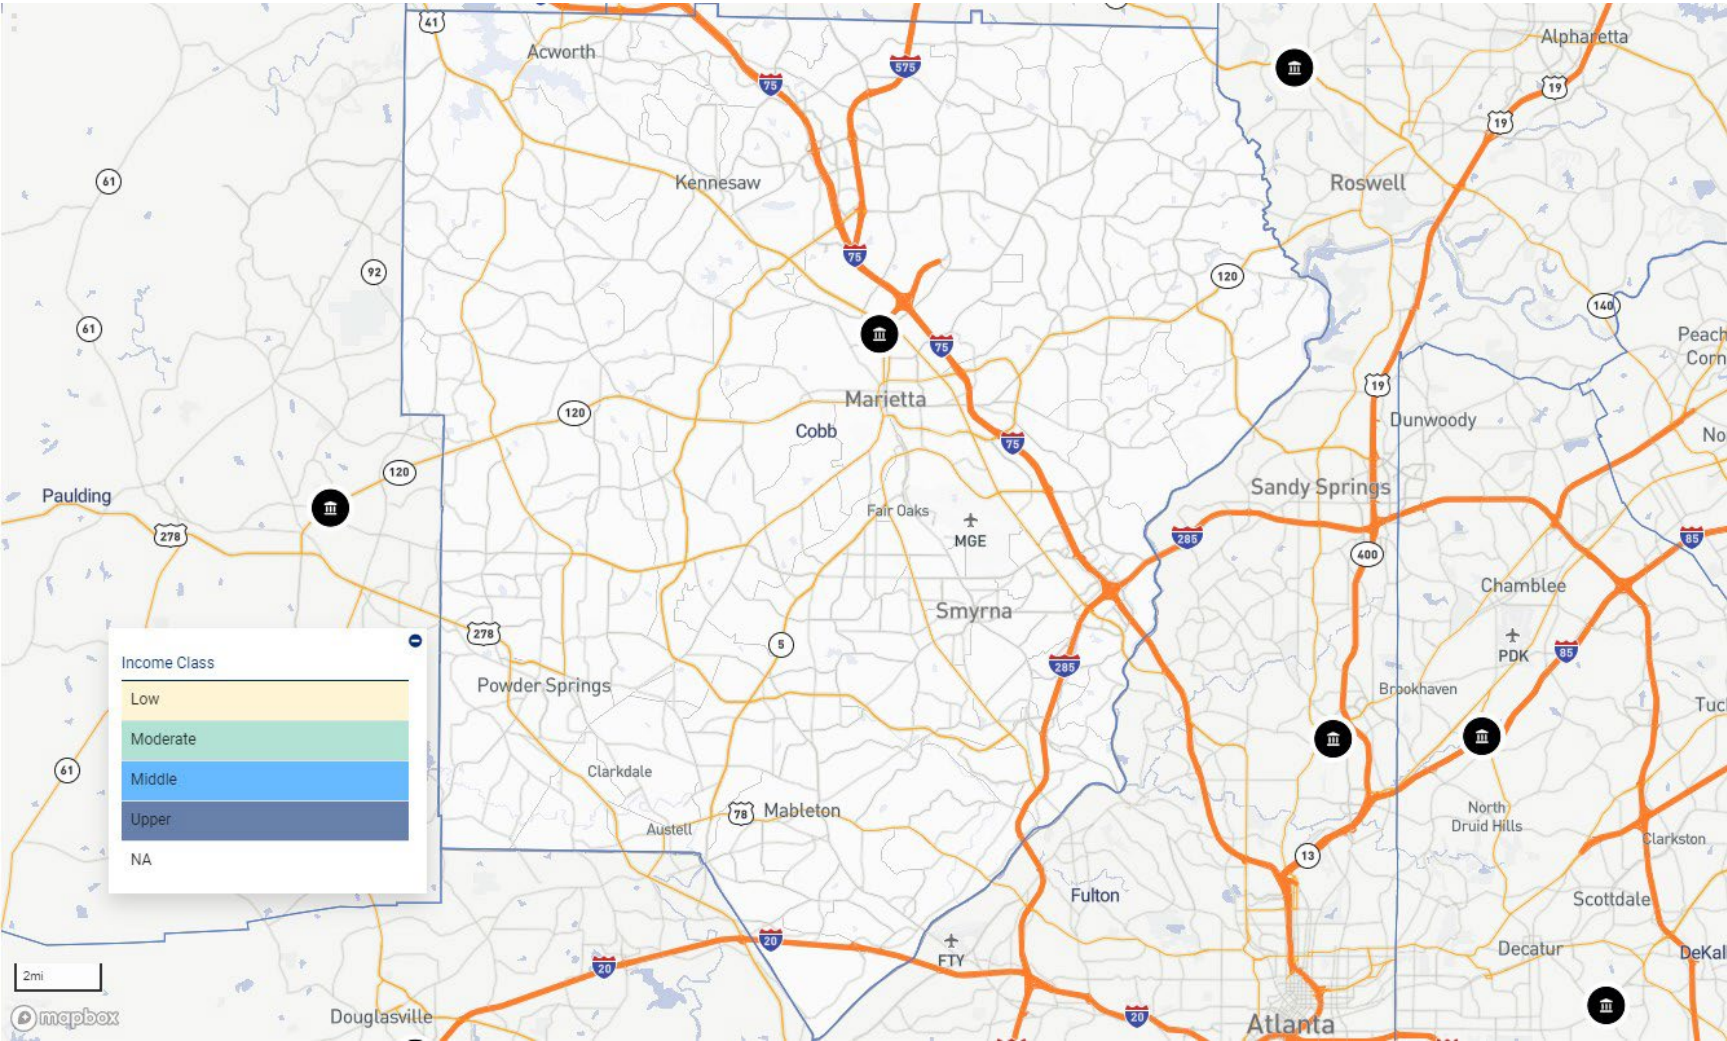 41
Acworth
575
75
Alpharetta
19
19
61
Kennesaw
Roswell
75
92
120
140
61
75
Peach
Corn
19
Marietta
120
Dunwoody
Cobb
75
No
120
Sandy Springs
Paulding
Fair Oaks
278
MGE
285
85
400
Chamblee
Smyrna
278
5
PDK
85
285
Income Class
Low
Moderate
Middle
Upper
NA
Powder Springs
Brookhaven
Tuc
61
Clarkdale
78
Mableton
North
Druid Hills
Austell
13
Clarkston
Fulton
Scottdale
20
Decatur
DeKal
FTY
20
2mi
mapbox
Douglasville
20
Atlanta